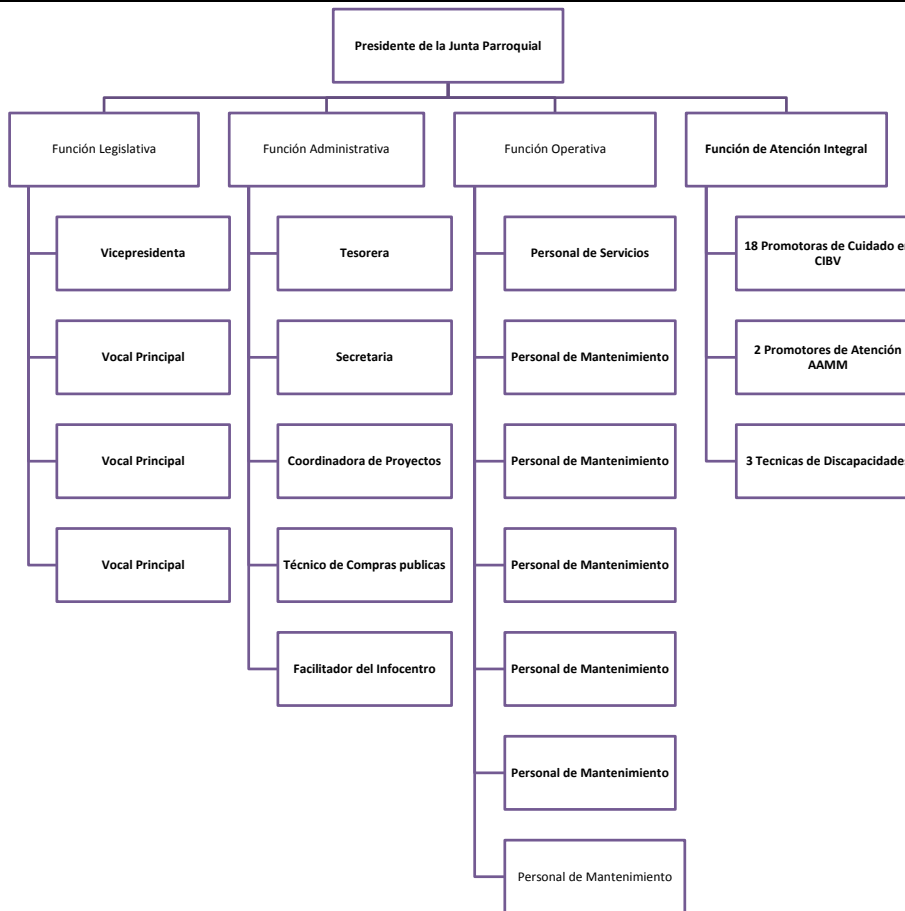 Presidente de la Junta Parroquial
Función Legislativa
Vicepresidenta
Vocal Principal
Vocal Principal
Vocal Principal
Función Administrativa
Tesorera
Secretaria
Coordinadora de Proyectos
Técnico de Compras publicas
Facilitador del Infocentro
Función Operativa
Personal de Servicios
Personal de Mantenimiento
Personal de Mantenimiento
Personal de Mantenimiento
Personal de Mantenimiento
Personal de Mantenimiento
Personal de Mantenimiento
Función de Atención Integral
18 Promotoras de Cuidado
CIBV
2 Promotores de Atención
AAMM
3 Tecnicas de